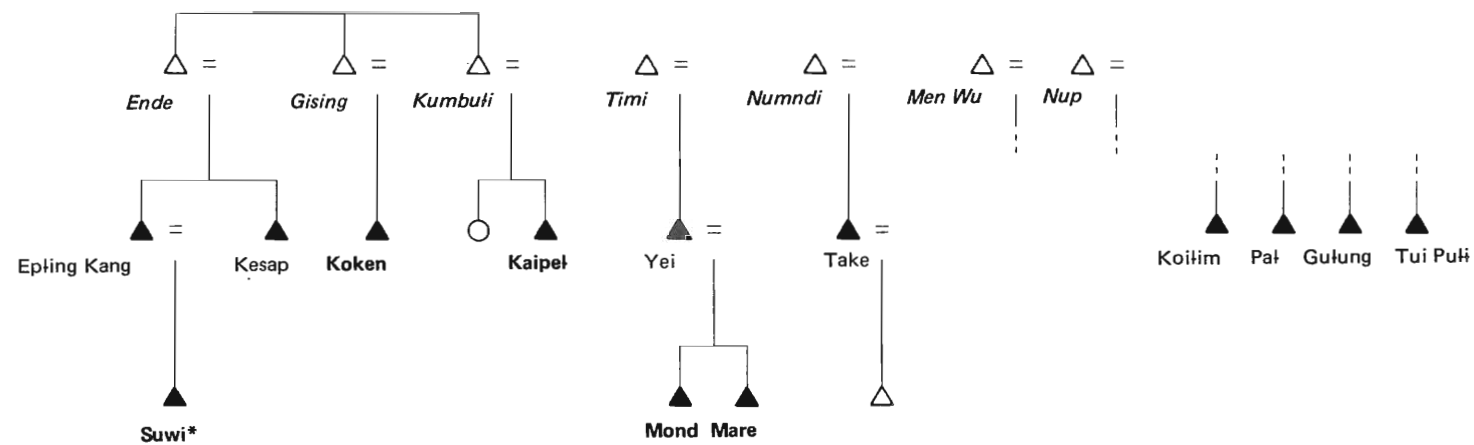 Ende Gising Kumbułi Timi Numndi Men Wu Nup
Epłing Kang Kesap Koken Kaipeł Yei Take Koiłim Pał Gułung Tui Pułi
Suwi* Mond Mare